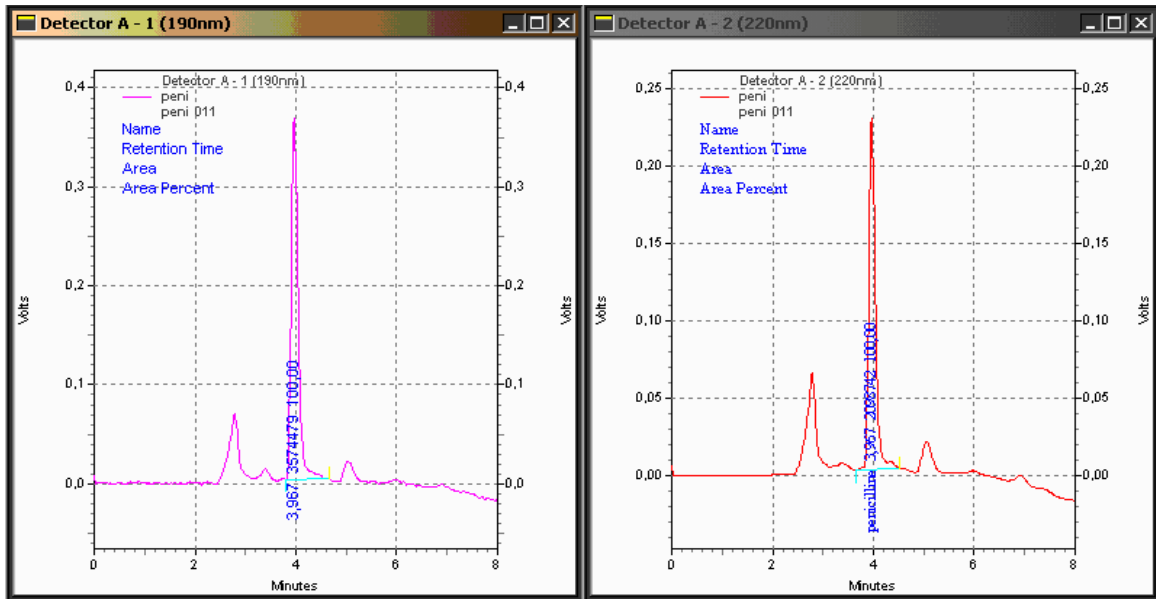 Detector A - 1 (190nm)
Detector A - 1 (190nm)
peni
peni 011
Name
Retention Time
Area
Area Percent
0,4
0,3
0,2
0,1
0,0
0,4
0,3
0,2
0,1
0,0
Volts
Volts
3,967 3574479 100,00
0
2
4
6
8
Minutes
Detector A - 2 (220nm)
Detector A - 2 (220nm)
peni
peni 011
Name
Retention Time
Area
Area Percent
0,25
0,20
0,15
0,10
0,05
0,00
0,25
0,20
0,15
0,10
0,05
0,00
Volts
Volts
penicilline 3,967 2098742 100,00
0
2
4
6
8
Minutes